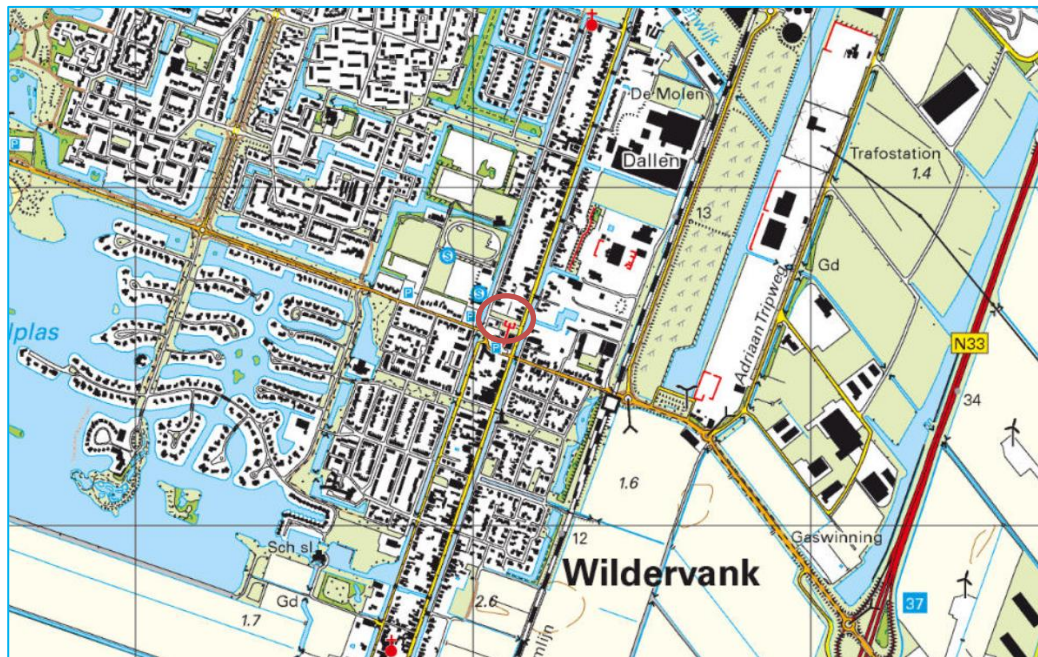 De Molen
Dallen
Trafostation
1.4
13
S
P
Gd
Adriaan Tripweg
N33
34
lplas
S
P
P
1.6
12
Gaswinning
Sch sl
Wildervank
Gd
1.7
2.6
37
mlijn